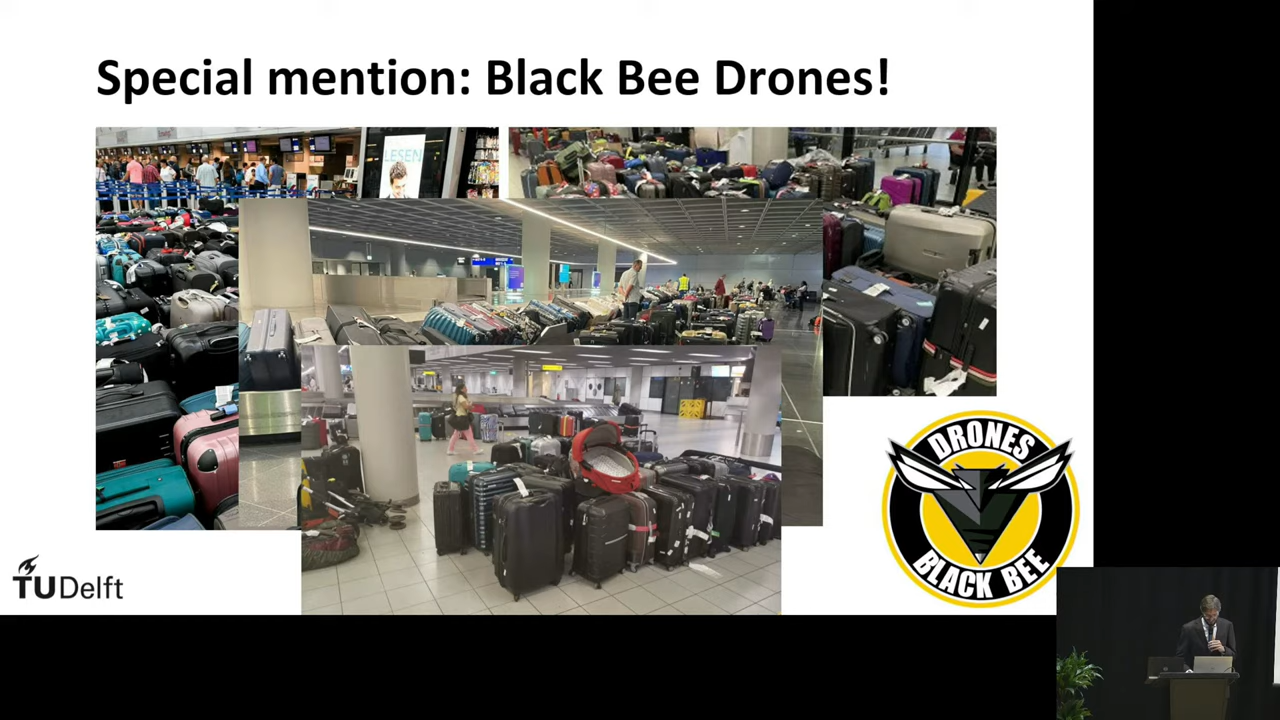 Special mention: Black Bee Drones!
LESEN
DRONES
BLACK BEE
TUDelft